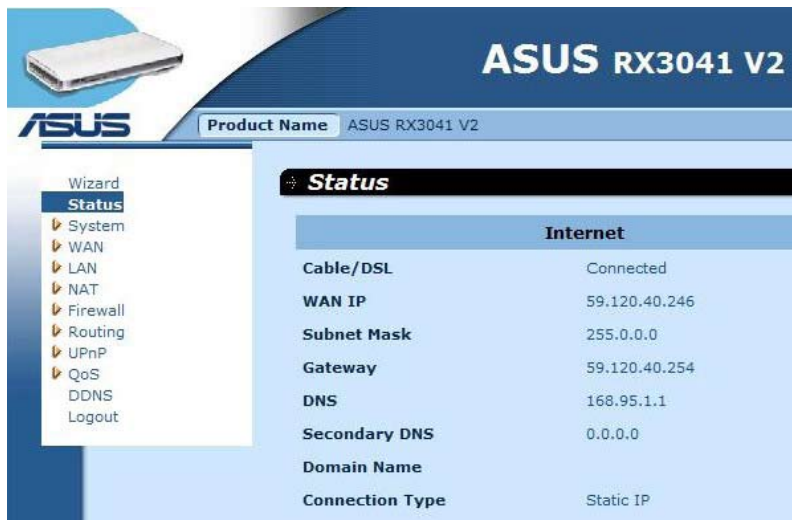 ASUS RX3041 V2
ASUS
Product Name ASUS RX3041 V2
Wizard
Status
System
WAN
LAN
NAT
Firewall
Routing
UPnP
QoS
DDNS
Logout
Status
Internet
Cable/DSL Connected
WAN IP 59.120.40.246
Subnet Mask 255.0.0.0
Gateway 59.120.40.254
DNS 168.95.1.1
Secondary DNS 0.0.0.0
Domain Name
Connection Type Static IP